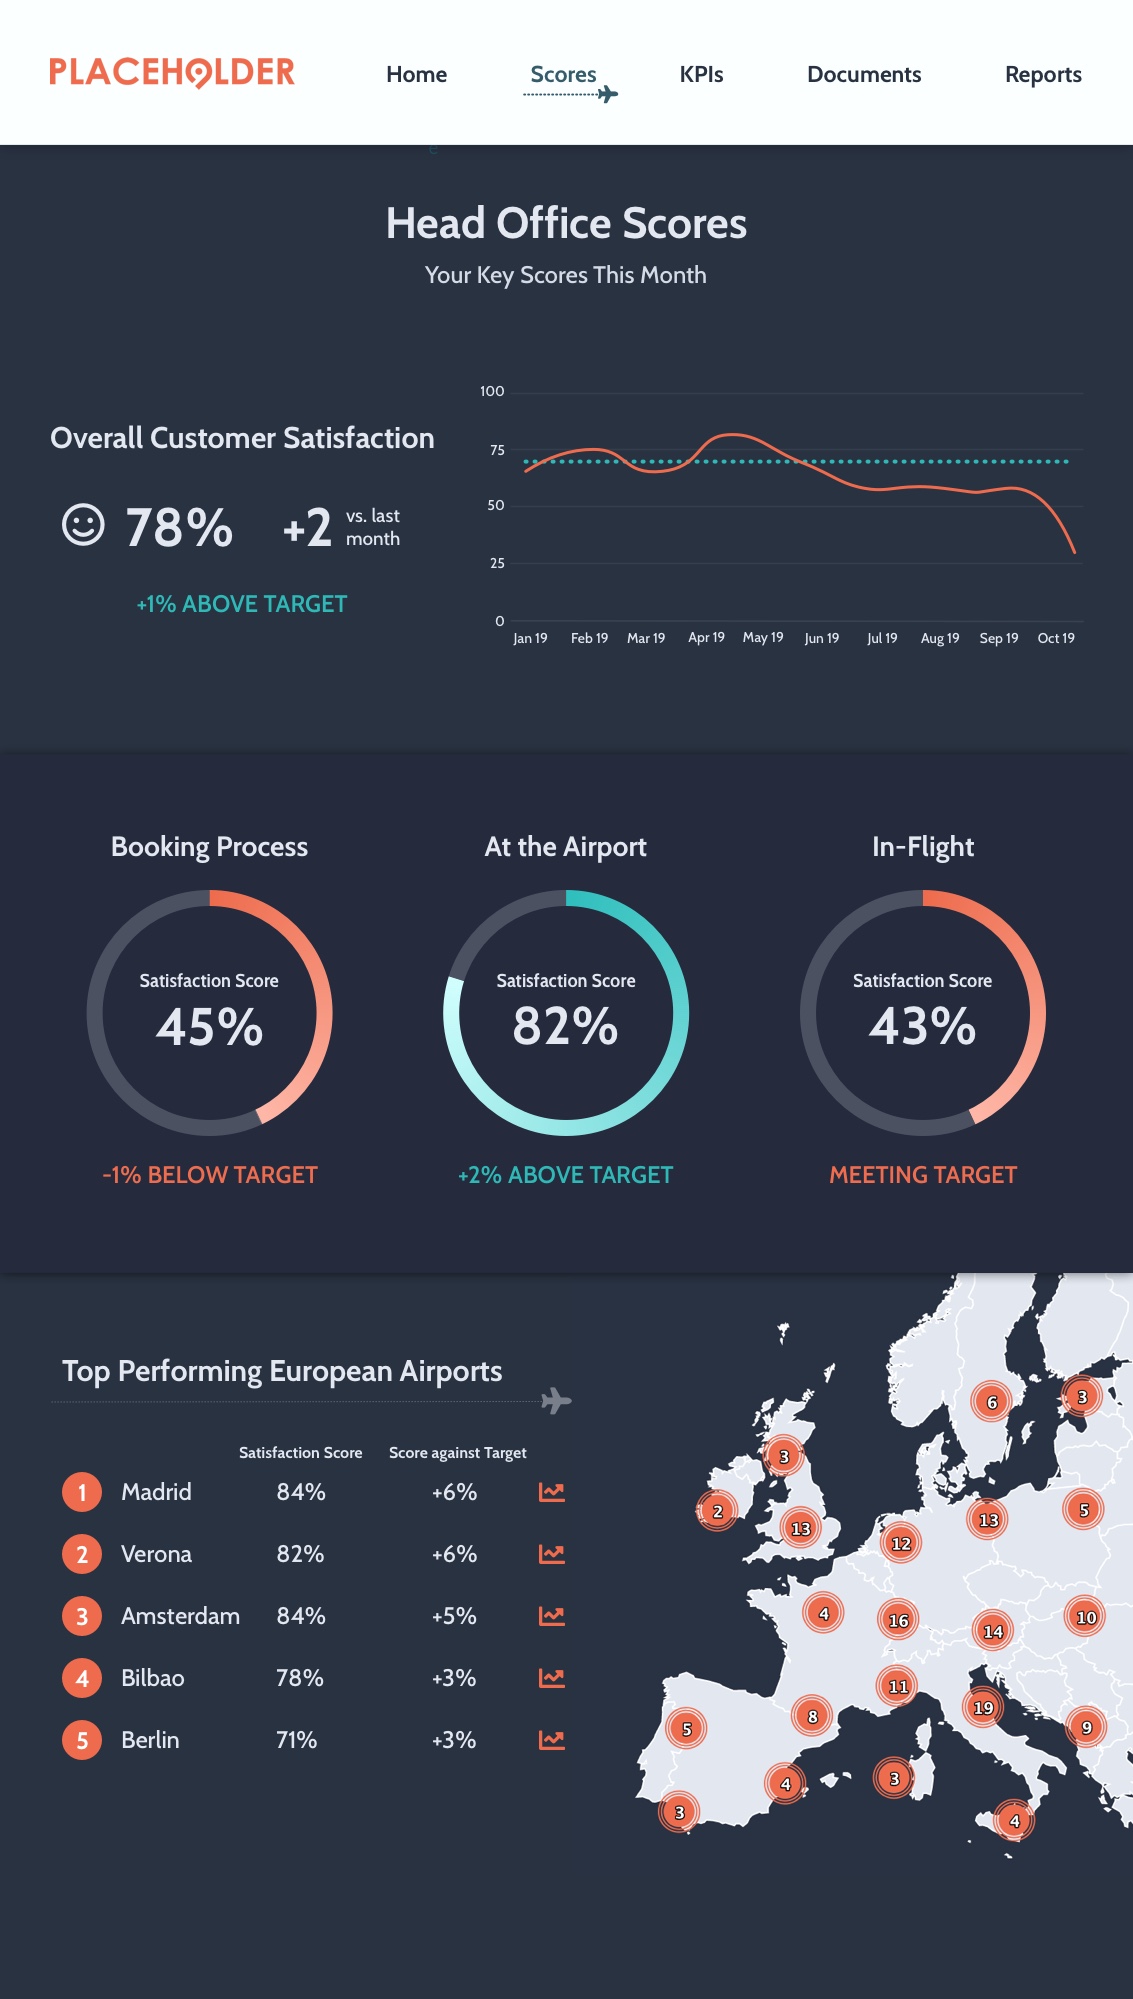 PLACEHOLDER
Home
Scores
KPIs
Documents
Reports
Head Office Scores
Your Key Scores This Month
Overall Customer Satisfaction
78%
+2
vs. last
month
+1% ABOVE TARGET
100
75
50
25
0
Jan 19
Feb 19
Mar 19
Apr 19
May 19
Jun 19
Jul 19
Aug 19
Sep 19
Oct 19
Booking Process
Satisfaction Score
45%
-1% BELOW TARGET
At the Airport
Satisfaction Score
82%
+2% ABOVE TARGET
In-Flight
Satisfaction Score
43%
MEETING TARGET
Top Performing European Airports
Satisfaction Score Score against Target
1 Madrid 84% +6%
2 Verona 82% +6%
3 Amsterdam 84% +5%
4 Bilbao 78% +3%
5 Berlin 71% +3%
6
3
3
2
13
13
5
12
4
16
14
10
11
19
8
5
9
3
4
3
4